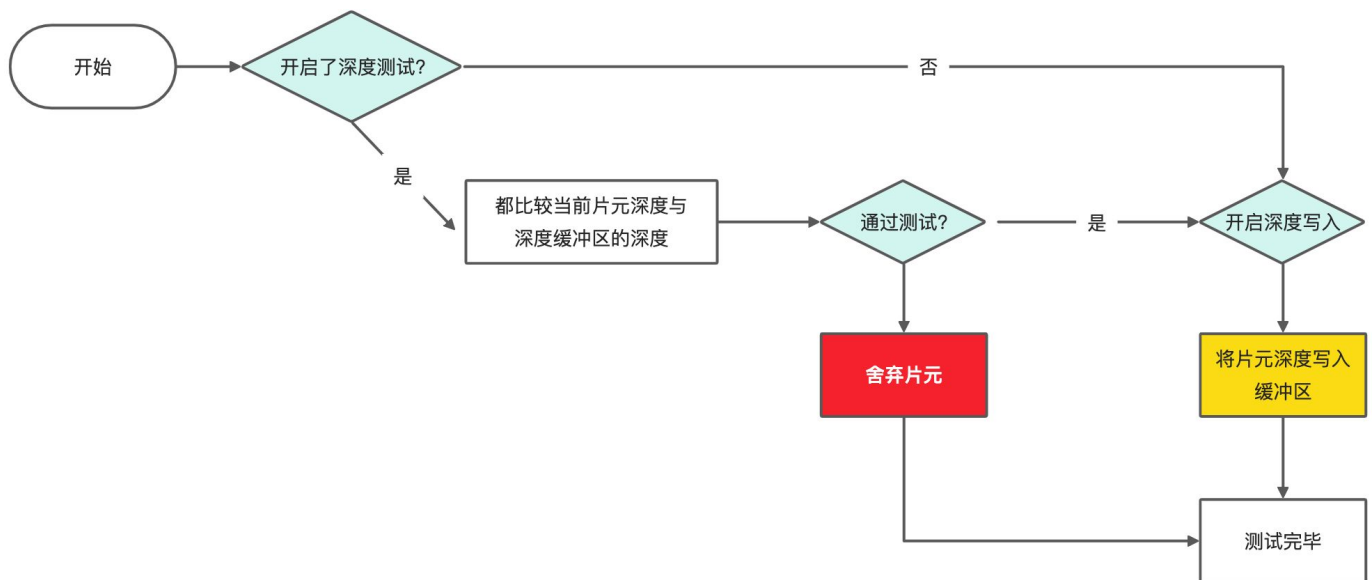 开始
开启了深度测试?
否
是
都比较当前片元深度与
深度缓冲区的深度
通过测试?
是
开启深度写入
舍弃片元
将片元深度写入
缓冲区
测试完毕